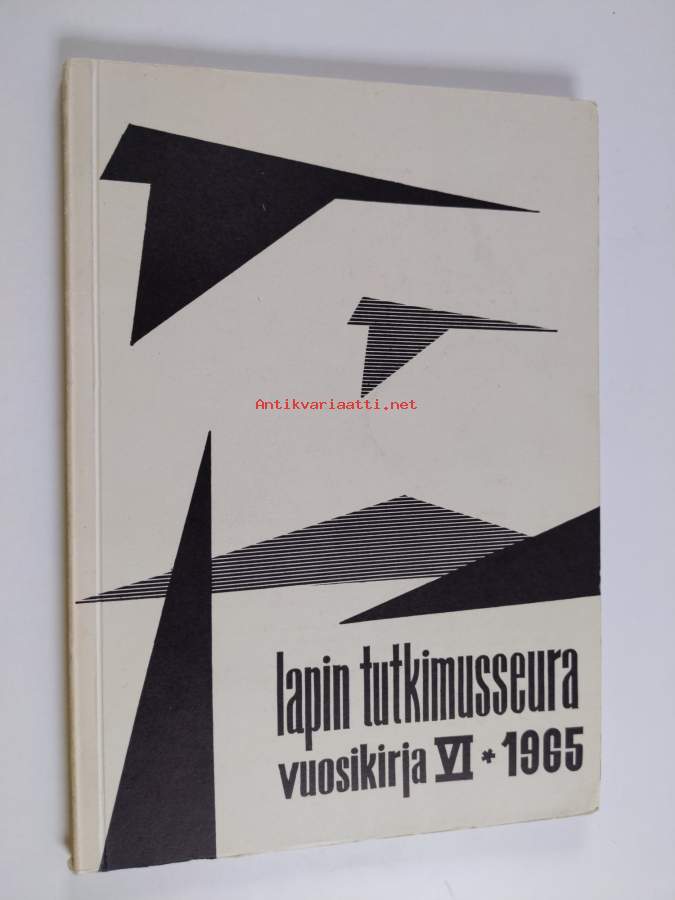 Antikvariaatti.net
lapin tutkimusseura
vuosikirja VI * 1965